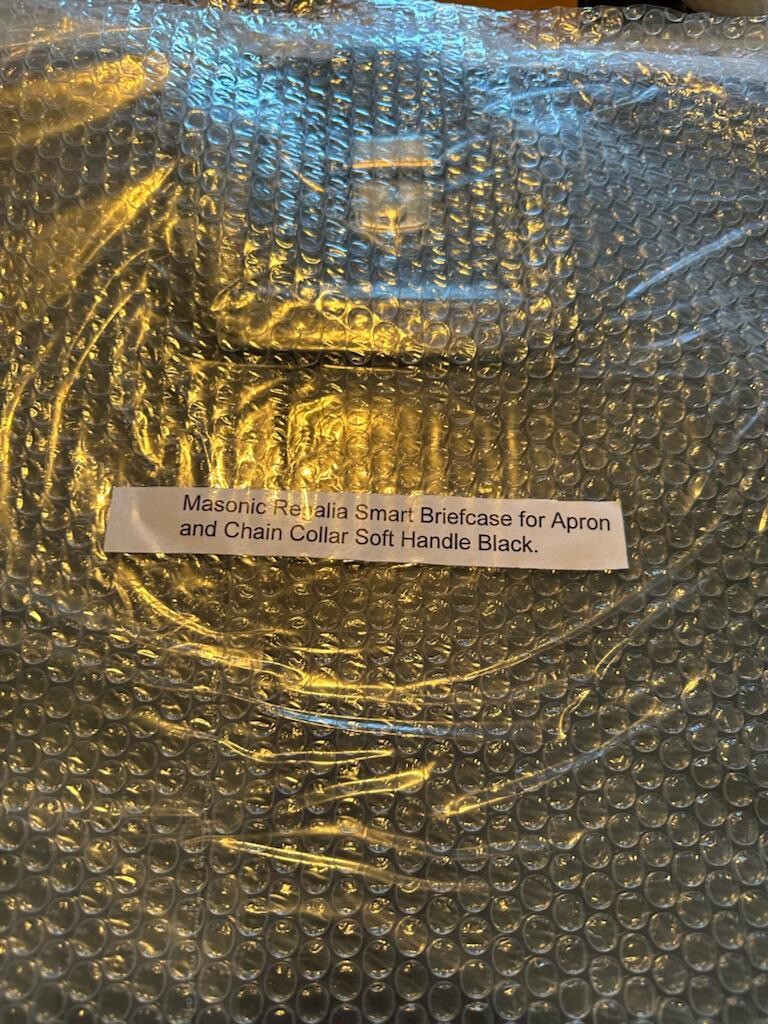 Masonic Regalia Smart Briefcase for Apron
and Chain Collar Soft Handle Black.